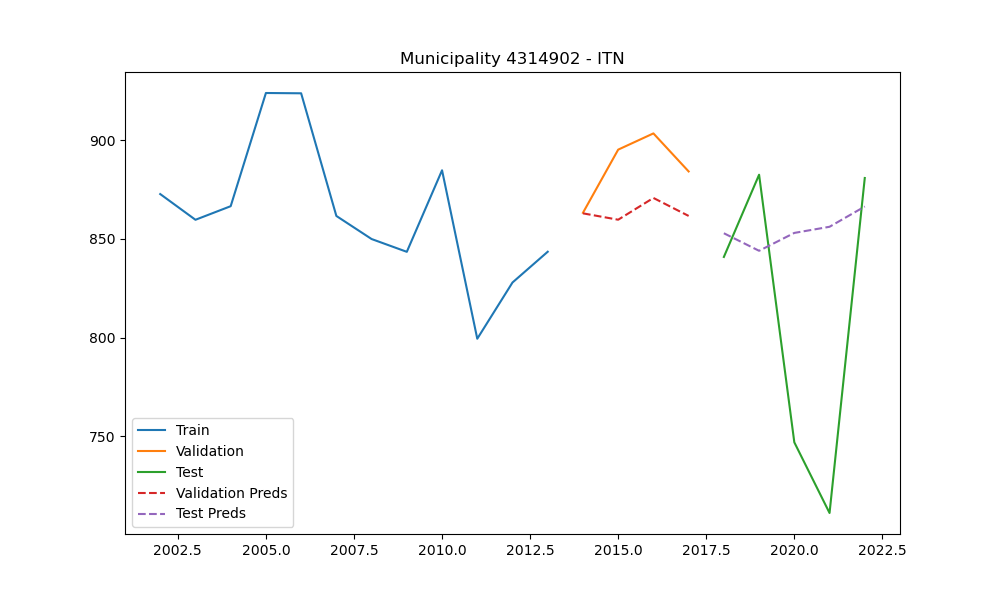 Municipality 4314902 - ITN
900
850
800
750
Train
Validation
Test
Validation Preds
Test Preds
2002.5 2005.0 2007.5 2010.0 2012.5 2015.0 2017.5 2020.0 2022.5